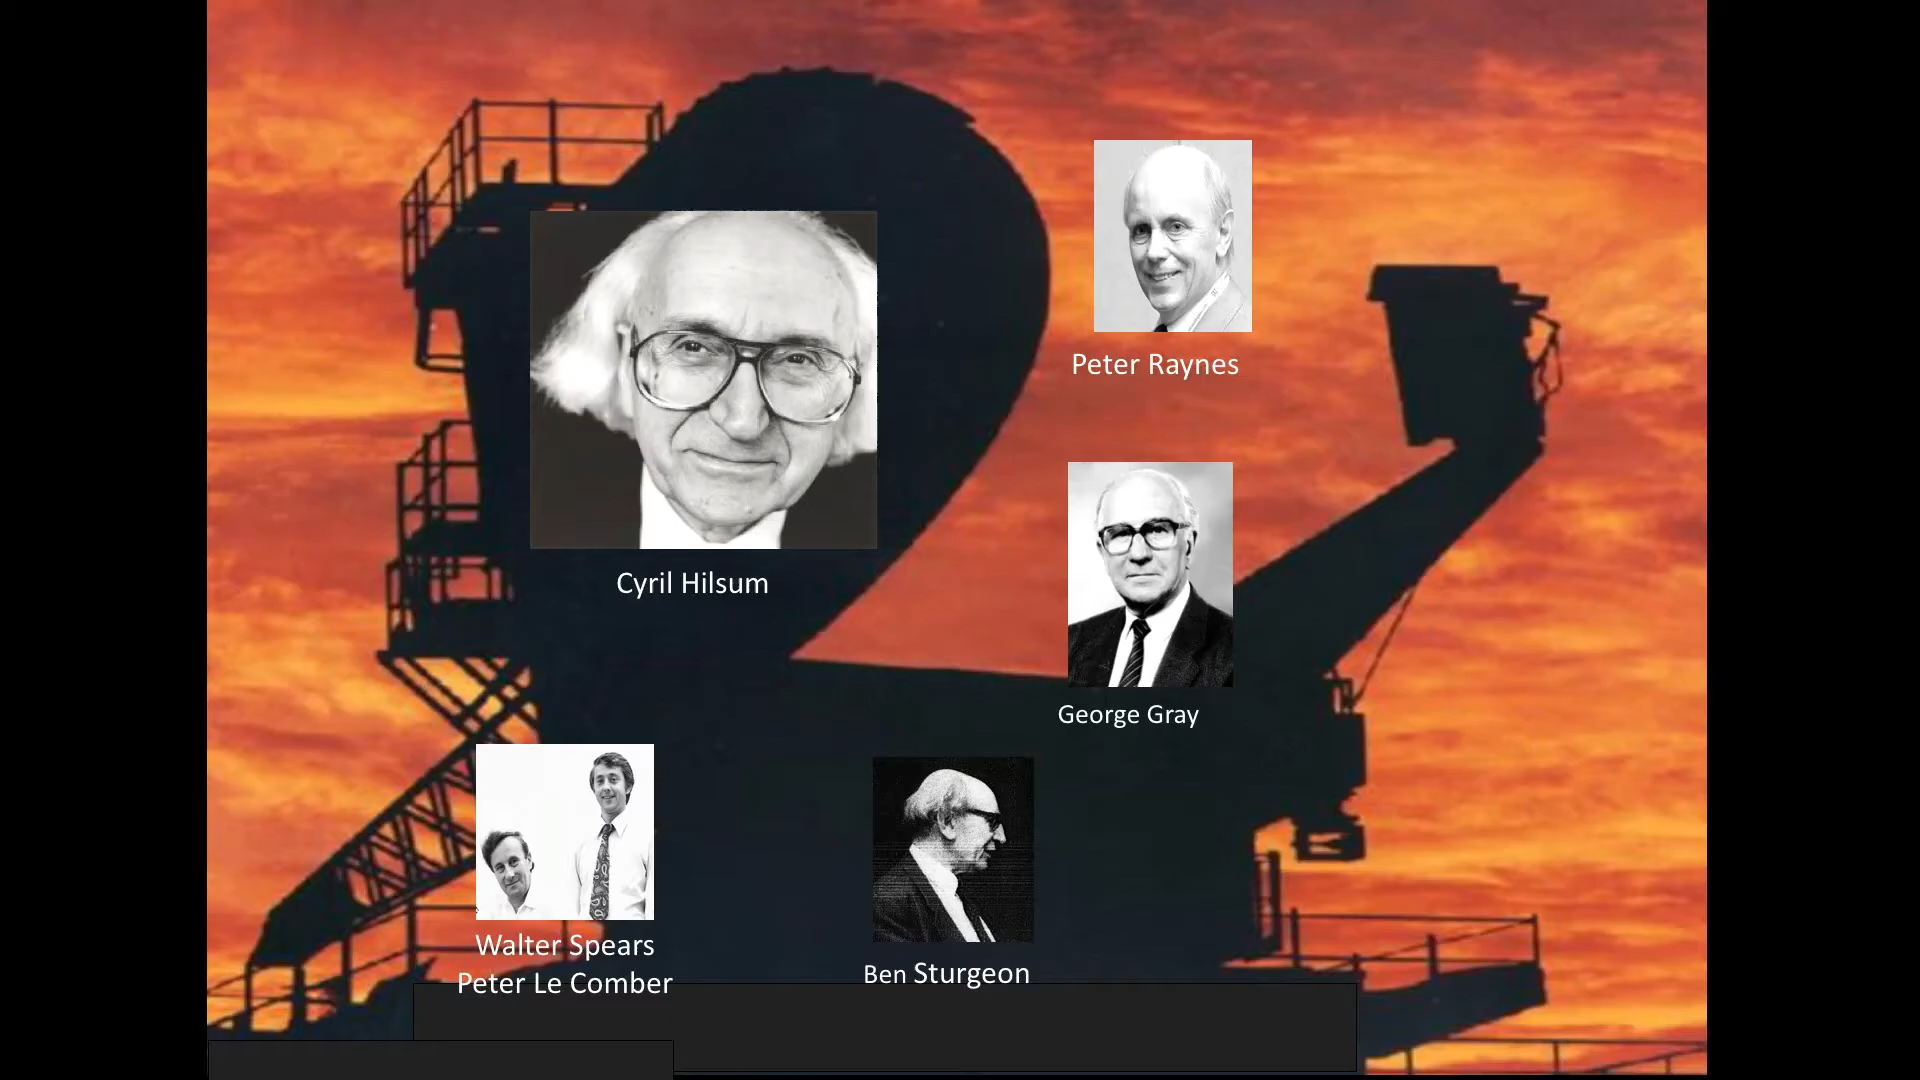 Peter Raynes
Cyril Hilsum
George Gray
Walter Spears
Peter Le Comber
Ben Sturgeon